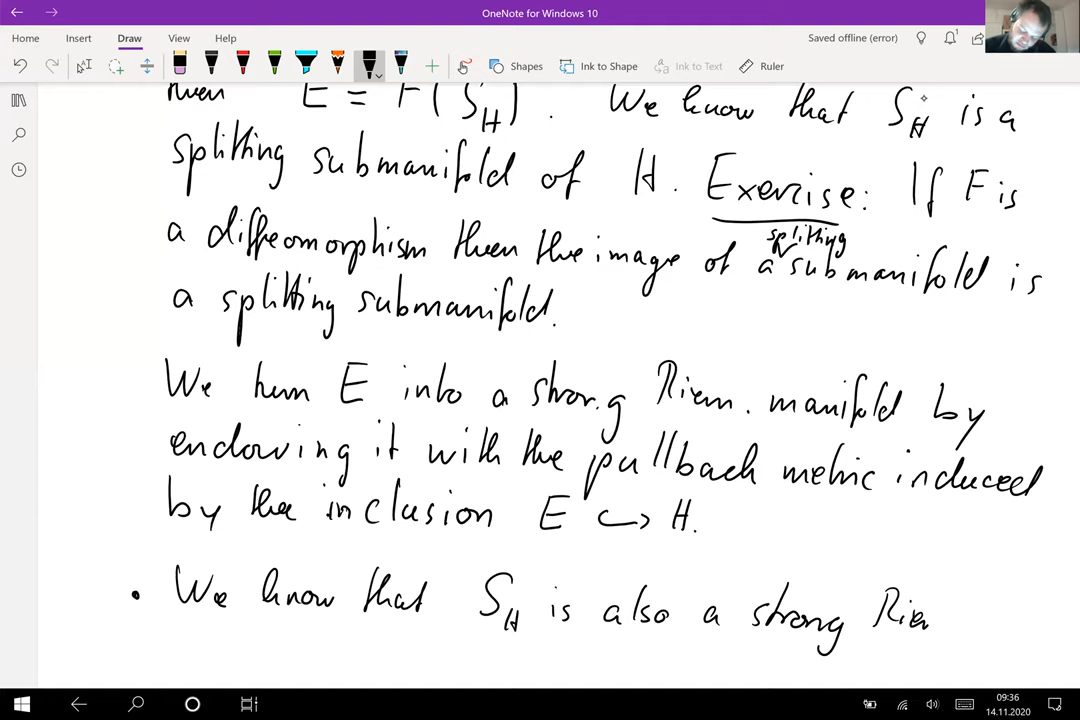 OneNote for Windows 10
Home Insert Draw View Help Saved offline (error)
Shapes Ink to Shape Ink to Text Ruler
then E = F(S_H). We know that S_H is a
splitting submanifold of H. Exercise: If F is
a diffeomorphism then the image of a splitting submanifold is
a splitting submanifold.
We turn E into a strong Riem. manifold by
endowing it with the pullback metric induced
by the inclusion E ↪ H.
• We know that S_H is also a strong Rie
09:36
14.11.2020